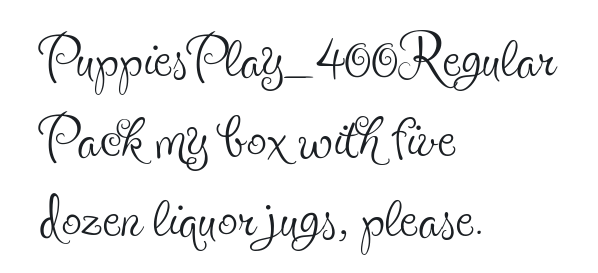 PuppiesPlay_400Regular
Pack my box with five
dozen liquor jugs, please.